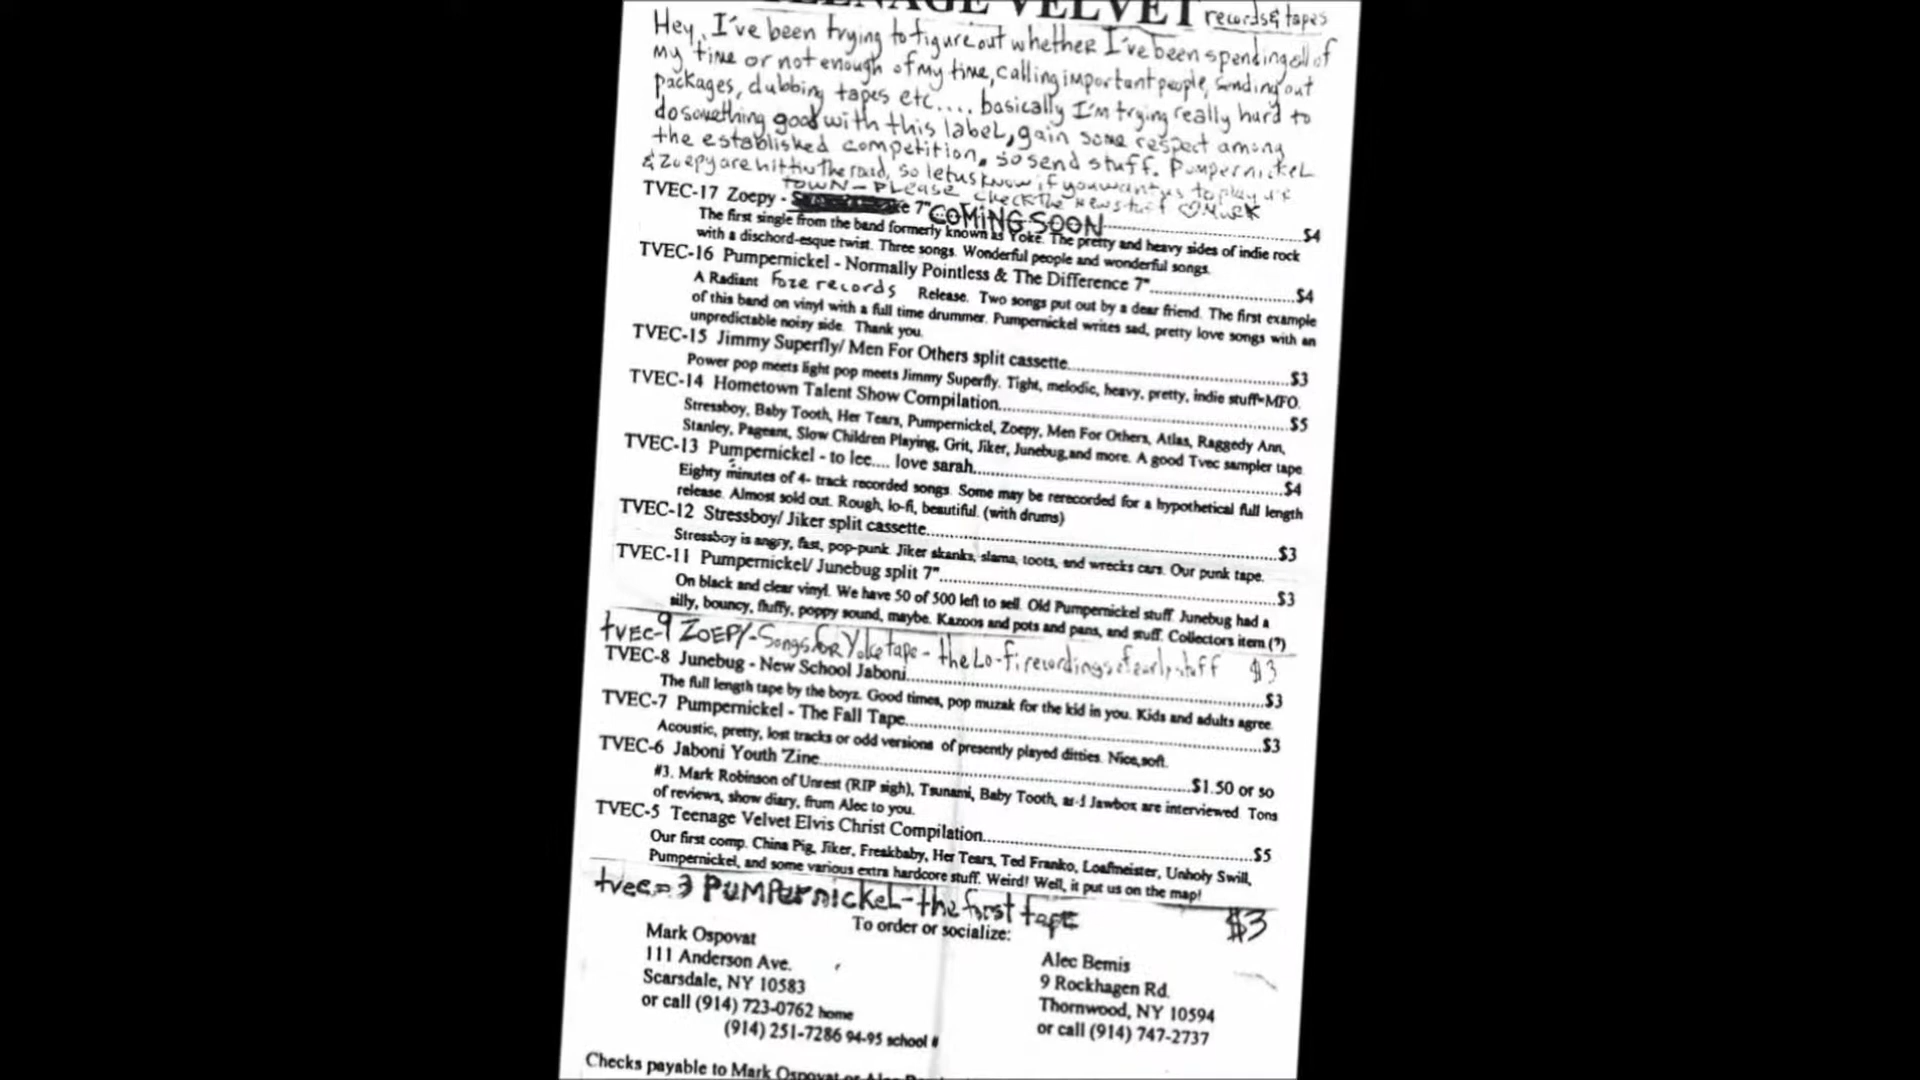 TEENAGE VELVET records & tapes
Hey, I've been trying to figure out whether I've been spending all of
my time or not enough of my time, calling important people, sending out
packages, dubbing tapes etc.... basically I'm trying really hard to
do something good with this label, gain some respect among
the established competition, so send stuff. Pumpernickel
& Zoepy are hittin the road, so let us know if you want us to play ur
town - PLEASE check the new stuff ♡ Mark
TVEC-17 Zoepy - 7" COMING SOON $4
The first single from the band formerly known as Yoke. The pretty and heavy sides of indie rock
with a dischord-esque twist. Three songs. Wonderful people and wonderful songs.
TVEC-16 Pumpernickel - Normally Pointless & The Difference 7".......$4
A Radiant Foze records Release. Two songs put out by a dear friend. The first example
of this band on vinyl with a full time drummer. Pumpernickel writes sad, pretty love songs with an
unpredictable noisy side. Thank you.
TVEC-15 Jimmy Superfly/ Men For Others split cassette.......$3
Power pop meets light pop meets Jimmy Superfly. Tight, melodic, heavy, pretty, indie stuff=MFO.
TVEC-14 Hometown Talent Show Compilation.......$5
Stressboy, Baby Tooth, Her Tears, Pumpernickel, Zoepy, Men For Others, Atlas, Raggedy Ann,
Stanley, Pageant, Slow Children Playing, Grit, Jiker, Junebug,and more. A good Tvec sampler tape
TVEC-13 Pumpernickel - to lee.... love sarah.......$4
Eighty minutes of 4- track recorded songs. Some may be rerecorded for a hypothetical full length
release. Almost sold out. Rough, lo-fi, beautiful. (with drums)
TVEC-12 Stressboy/ Jiker split cassette.......$3
Stressboy is angry, fast, pop-punk. Jiker skanks, slams, toots, and wrecks cars. Our punk tape.
TVEC-11 Pumpernickel/ Junebug split 7".......$3
On black and clear vinyl. We have 50 of 500 left to sell. Old Pumpernickel stuff. Junebug had a
silly, bouncy, fluffy, poppy sound, maybe. Kazoos and pots and pans, and stuff. Collectors item (?)
tvec-9 ZOEPY - Songs for Yoke tape - the Lo-fi recordings of early stuff $3
TVEC-8 Junebug - New School Jaboni.......$3
The full length tape by the boyz. Good times, pop muzak for the kid in you. Kids and adults agree.
TVEC-7 Pumpernickel - The Fall Tape.......$3
Acoustic, pretty, lost tracks or odd versions of presently played ditties. Nice,soft.
TVEC-6 Jaboni Youth 'Zine.......$1.50 or so
#3. Mark Robinson of Unrest (RIP sigh), Tsunami, Baby Tooth, and Jawbox are interviewed. Tons
of reviews, show diary, frum Alec to you.
TVEC-5 Teenage Velvet Elvis Christ Compilation.......$5
Our first comp. China Pig, Jiker, Freakbaby, Her Tears, Ted Franko, Loafmeister, Unholy Swill,
Pumpernickel, and some various extra hardcore stuff. Weird! Well, it put us on the map!
tvec-3 PUMPernickel - the first tape $3
To order or socialize:
Mark Ospovat
111 Anderson Ave.
Scarsdale, NY 10583
or call (914) 723-0762 home
(914) 251-7286 94-95 school #
Alec Bemis
9 Rockhagen Rd.
Thornwood, NY 10594
or call (914) 747-2737
Checks payable to Mark Ospovat or Alec